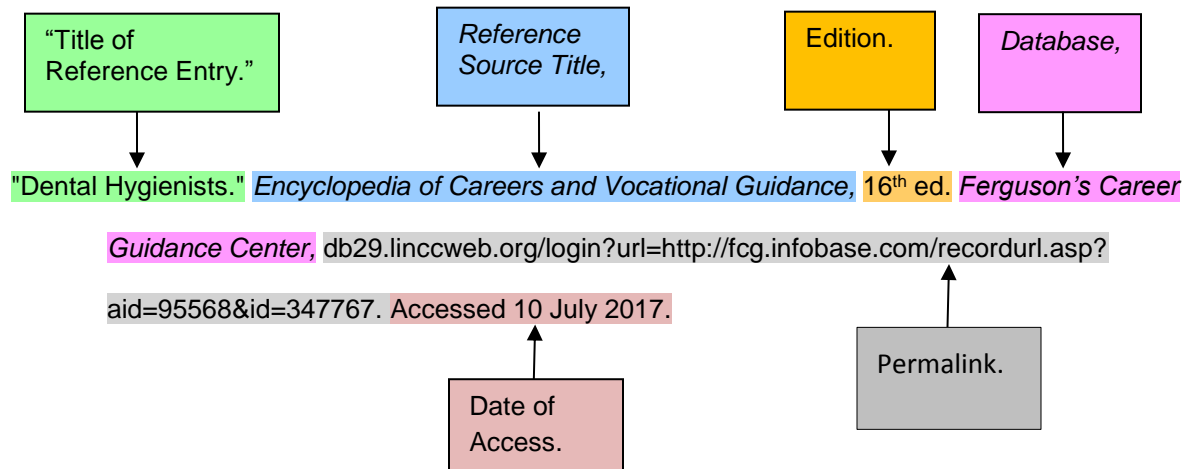 “Title of
Reference Entry.”
Reference
Source Title,
Edition.
Database,
"Dental Hygienists." Encyclopedia of Careers and Vocational Guidance, 16th ed. Ferguson’s Career
Guidance Center, db29.linccweb.org/login?url=http://fcg.infobase.com/recordurl.asp?
aid=95568&id=347767. Accessed 10 July 2017.
Date of
Access.
Permalink.